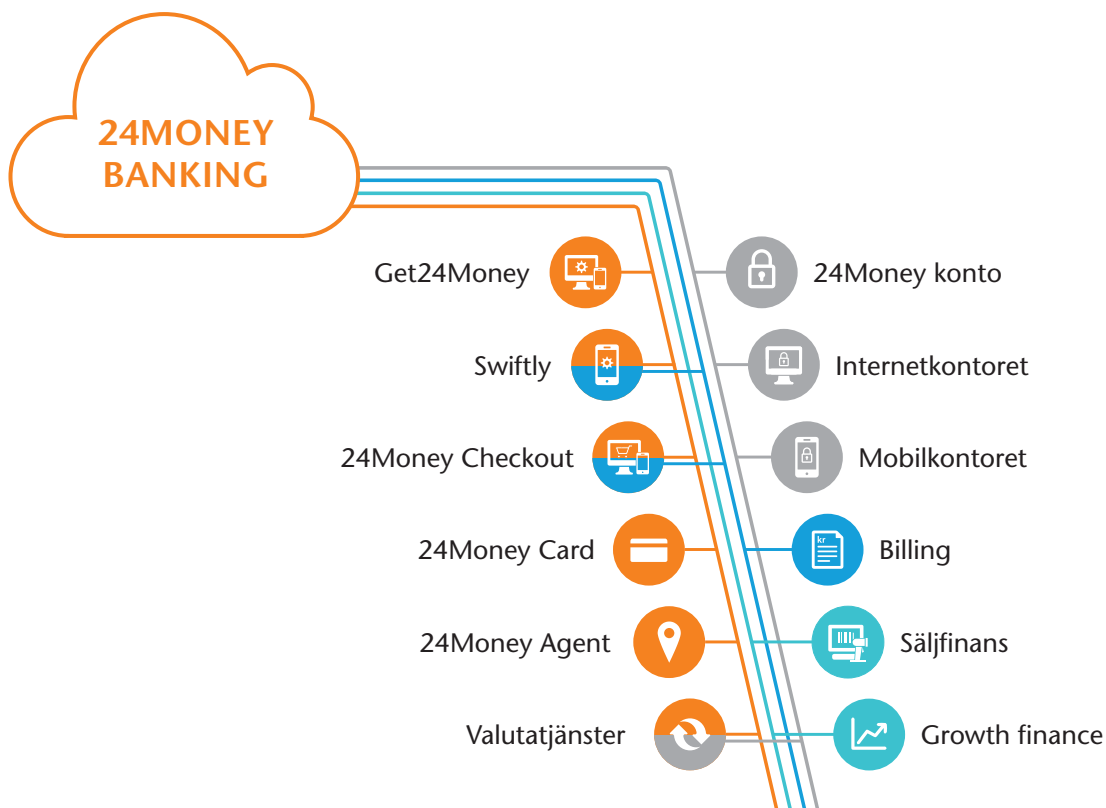 24MONEY
BANKING
Get24Money
24Money konto
Swiftly
Internetkontoret
24Money Checkout
Mobilkontoret
24Money Card
kr
Billing
24Money Agent
Säljfinans
Valutatjänster
Growth finance